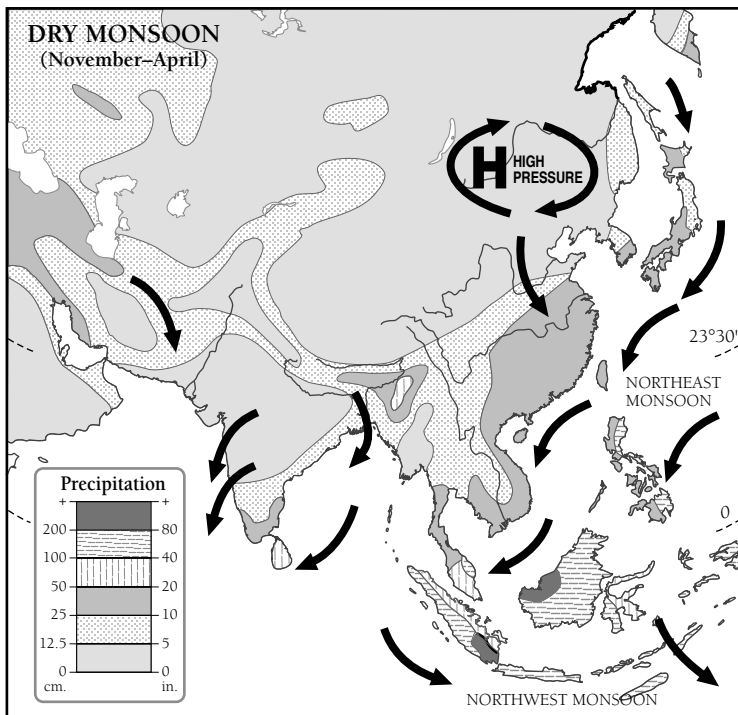 DRY MONSOON
(November–April)
H HIGH
PRESSURE
23°30'
NORTHEAST
MONSOON
0
Precipitation
+ +
200 80
100 40
50 20
25 10
12.5 5
0 0
cm. in.
NORTHWEST MONSOON